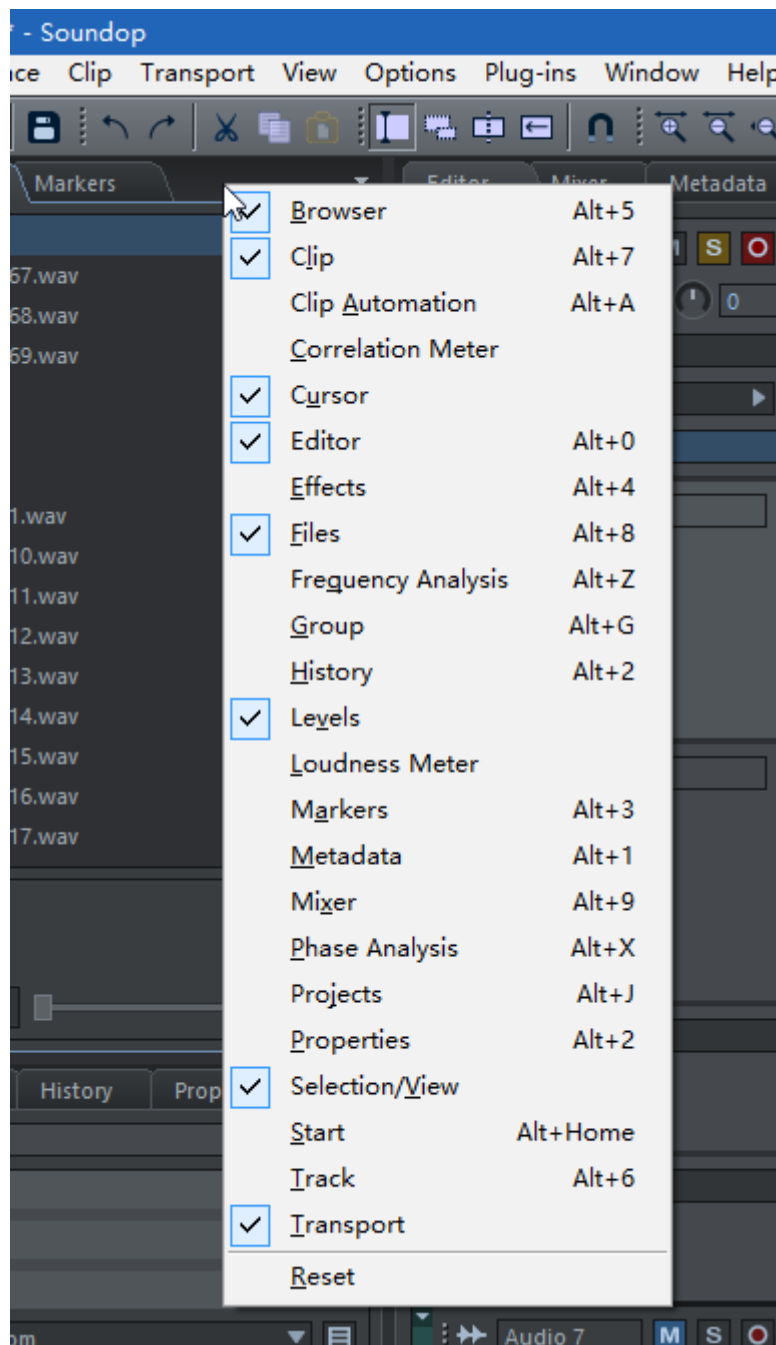 * - Soundop
Clip Transport View Options Plug-ins Window Help
Markers
Editor Mixer Metadata
Browser Alt+5
Clip Alt+7
Clip Automation Alt+A
Correlation Meter
Cursor
Editor Alt+0
Effects Alt+4
Files Alt+8
Frequency Analysis Alt+Z
Group Alt+G
History Alt+2
Levels
Loudness Meter
Markers Alt+3
Metadata Alt+1
Mixer Alt+9
Phase Analysis Alt+X
Projects Alt+J
Properties Alt+2
Selection/View
Start Alt+Home
Track Alt+6
Transport
Reset
S
0
67.wav
68.wav
69.wav
1.wav
10.wav
11.wav
12.wav
13.wav
14.wav
15.wav
16.wav
17.wav
History Prop
om
Audio 7 M S